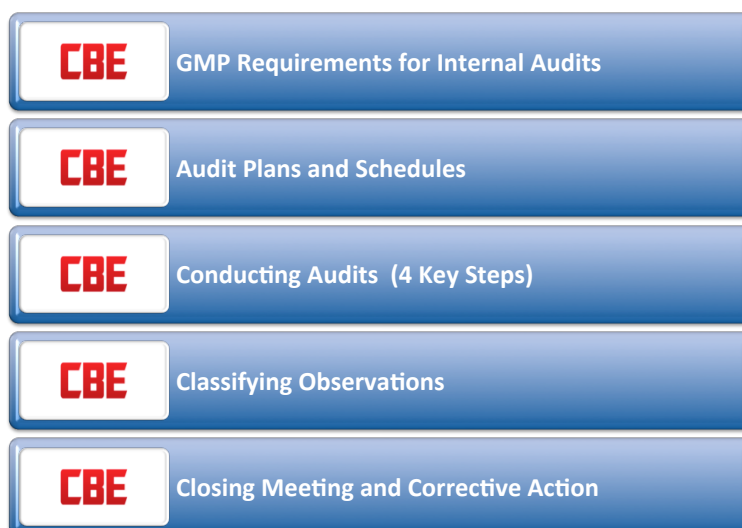 CBE GMP Requirements for Internal Audits
CBE Audit Plans and Schedules
CBE Conducting Audits (4 Key Steps)
CBE Classifying Observations
CBE Closing Meeting and Corrective Action